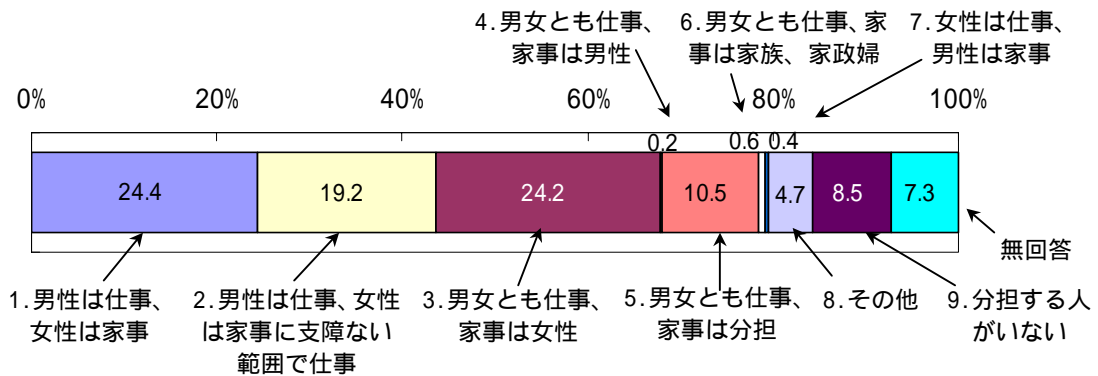 4.男女とも仕事、
家事は男性
6.男女とも仕事、家
事は家族、家政婦
7.女性は仕事、
男性は家事
0%
20%
40%
60%
80%
100%
0.2
0.6
0.4
24.4
19.2
24.2
10.5
4.7
8.5
7.3
無回答
1.男性は仕事、
女性は家事
2.男性は仕事、女性
は家事に支障ない
範囲で仕事
3.男女とも仕事、
家事は女性
5.男女とも仕事、
家事は分担
8.その他
9.分担する人
がいない